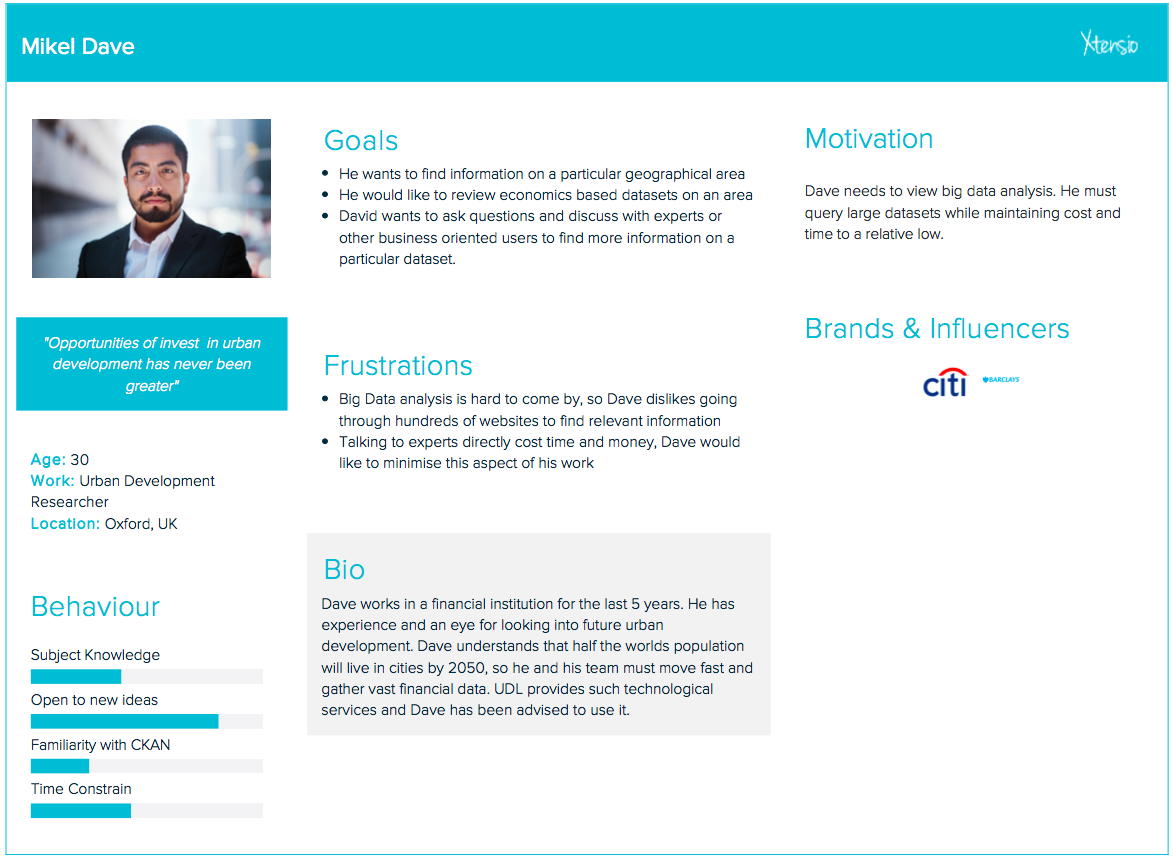 Mikel Dave
Xtensio
"Opportunities of invest in urban
development has never been
greater"
Age: 30
Work: Urban Development
Researcher
Location: Oxford, UK
Behaviour
Subject Knowledge
Open to new ideas
Familiarity with CKAN
Time Constrain
Goals
• He wants to find information on a particular geographical area
• He would like to review economics based datasets on an area
• David wants to ask questions and discuss with experts or
other business oriented users to find more information on a
particular dataset.
Frustrations
• Big Data analysis is hard to come by, so Dave dislikes going
through hundreds of websites to find relevant information
• Talking to experts directly cost time and money, Dave would
like to minimise this aspect of his work
Bio
Dave works in a financial institution for the last 5 years. He has
experience and an eye for looking into future urban
development. Dave understands that half the worlds population
will live in cities by 2050, so he and his team must move fast and
gather vast financial data. UDL provides such technological
services and Dave has been advised to use it.
Motivation
Dave needs to view big data analysis. He must
query large datasets while maintaining cost and
time to a relative low.
Brands & Influencers
citi
BARCLAYS